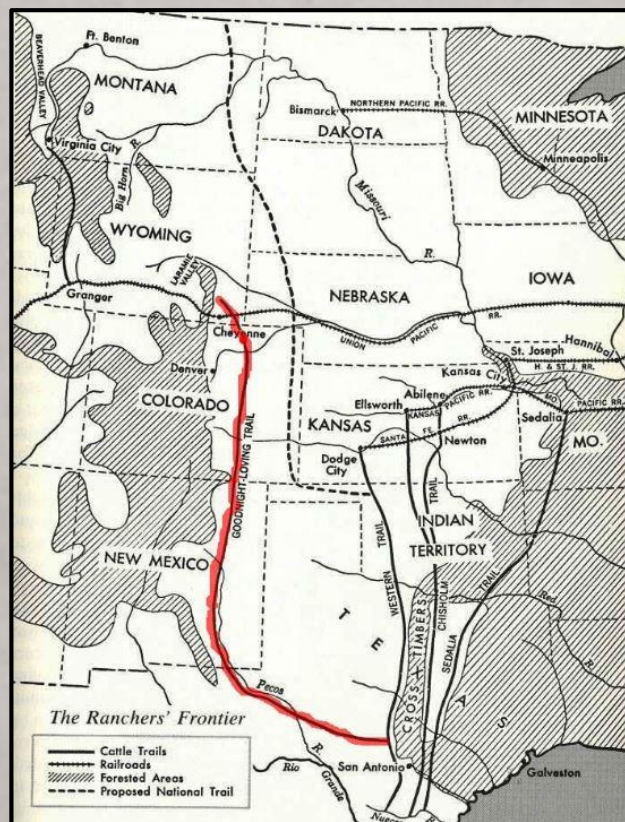 Ft. Benton
BEAVERHEAD VALLEY
MONTANA
NORTHERN PACIFIC RR.
Bismarck
MINNESOTA
DAKOTA
Virginia City
Minneapolis
Big Horn R.
Missouri
R.
WYOMING
LARAMIE VALLEY
IOWA
Granger
NEBRASKA
Cheyenne
UNION PACIFIC RR.
Hannibal
St. Joseph
H. & ST. J. RR.
Kansas City
Denver
COLORADO
Abilene
Ellsworth
KANSAS PACIFIC RR.
MO. PACIFIC RR.
Sedalia
KANSAS
SANTA FE RR.
Newton
MO.
Dodge City
GOODNIGHT-LOVING TRAIL
INDIAN TERRITORY
NEW MEXICO
WESTERN TRAIL
CHISHOLM TRAIL
SEDALIA TRAIL
CROSS TIMBERS
Red
R.
T E A S
Pecos
R.
The Ranchers' Frontier
Cattle Trails
Railroads
Forested Areas
Proposed National Trail
San Antonio
Galveston
Rio Grande